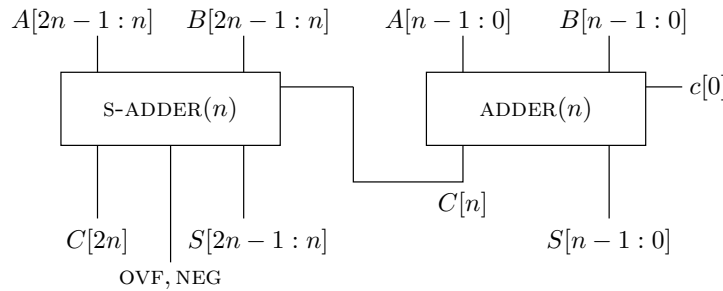 A[2n − 1 : n] B[2n − 1 : n] A[n − 1 : 0] B[n − 1 : 0]
S-ADDER(n) ADDER(n) c[0]
C[n]
C[2n] S[2n − 1 : n] S[n − 1 : 0]
OVF, NEG